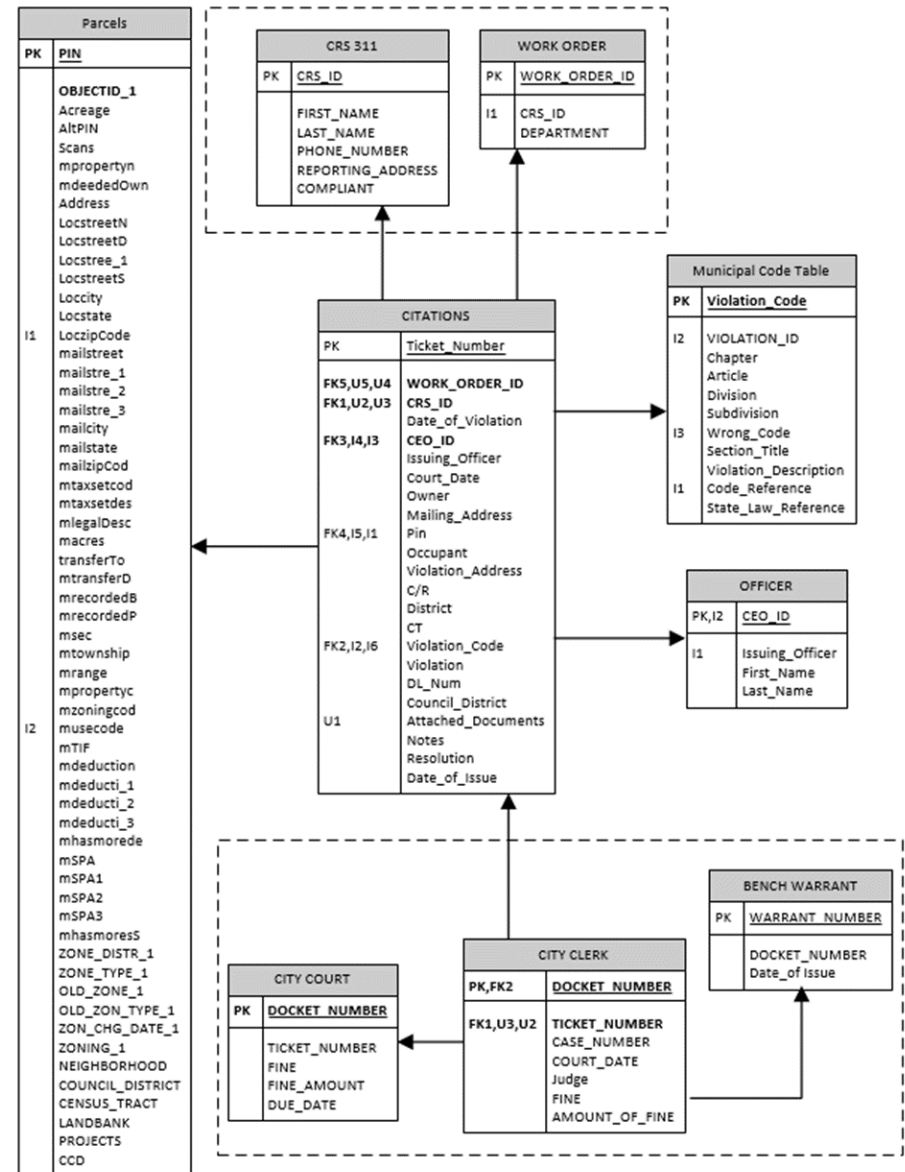 Parcels
PK PIN
OBJECTID_1
Acreage
AltPIN
Scans
mpropertyn
mdeededOwn
Address
LocstreetN
LocstreetD
Locstree_1
LocstreetS
Loccity
Locstate
I1 LoczipCode
mailstreet
mailstre_1
mailstre_2
mailstre_3
mailcity
mailstate
mailzipCod
mtaxsetcod
mtaxsetdes
mlegalDesc
macres
transferTo
mtransferD
mrecordedB
mrecordedP
msec
mtownship
mrange
mpropertyc
mzoningcod
I2 musecode
mTIF
mdeduction
mdeducti_1
mdeducti_2
mdeducti_3
mhasmorede
mSPA
mSPA1
mSPA2
mSPA3
mhasmoresS
ZONE_DISTR_1
ZONE_TYPE_1
OLD_ZONE_1
OLD_ZON_TYPE_1
ZON_CHG_DATE_1
ZONING_1
NEIGHBORHOOD
COUNCIL_DISTRICT
CENSUS_TRACT
LANDBANK
PROJECTS
CCD
CRS 311
PK CRS_ID
FIRST_NAME
LAST_NAME
PHONE_NUMBER
REPORTING_ADDRESS
COMPLIANT
WORK ORDER
PK WORK_ORDER_ID
I1 CRS_ID
DEPARTMENT
CITATIONS
PK Ticket_Number
FK5,U5,U4 WORK_ORDER_ID
FK1,U2,U3 CRS_ID
Date_of_Violation
FK3,I4,I3 CEO_ID
Issuing_Officer
Court_Date
Owner
Mailing_Address
FK4,I5,I1 Pin
Occupant
Violation_Address
C/R
District
CT
FK2,I2,I6 Violation_Code
Violation
DL_Num
Council_District
U1 Attached_Documents
Notes
Resolution
Date_of_Issue
Municipal Code Table
PK Violation_Code
I2 VIOLATION_ID
Chapter
Article
Division
Subdivision
I3 Wrong_Code
Section_Title
Violation_Description
I1 Code_Reference
State_Law_Reference
OFFICER
PK,I2 CEO_ID
I1 Issuing_Officer
First_Name
Last_Name
CITY COURT
PK DOCKET_NUMBER
TICKET_NUMBER
FINE
FINE_AMOUNT
DUE_DATE
CITY CLERK
PK,FK2 DOCKET_NUMBER
FK1,U3,U2 TICKET_NUMBER
CASE_NUMBER
COURT_DATE
Judge
FINE
AMOUNT_OF_FINE
BENCH WARRANT
PK WARRANT_NUMBER
DOCKET_NUMBER
Date_of Issue